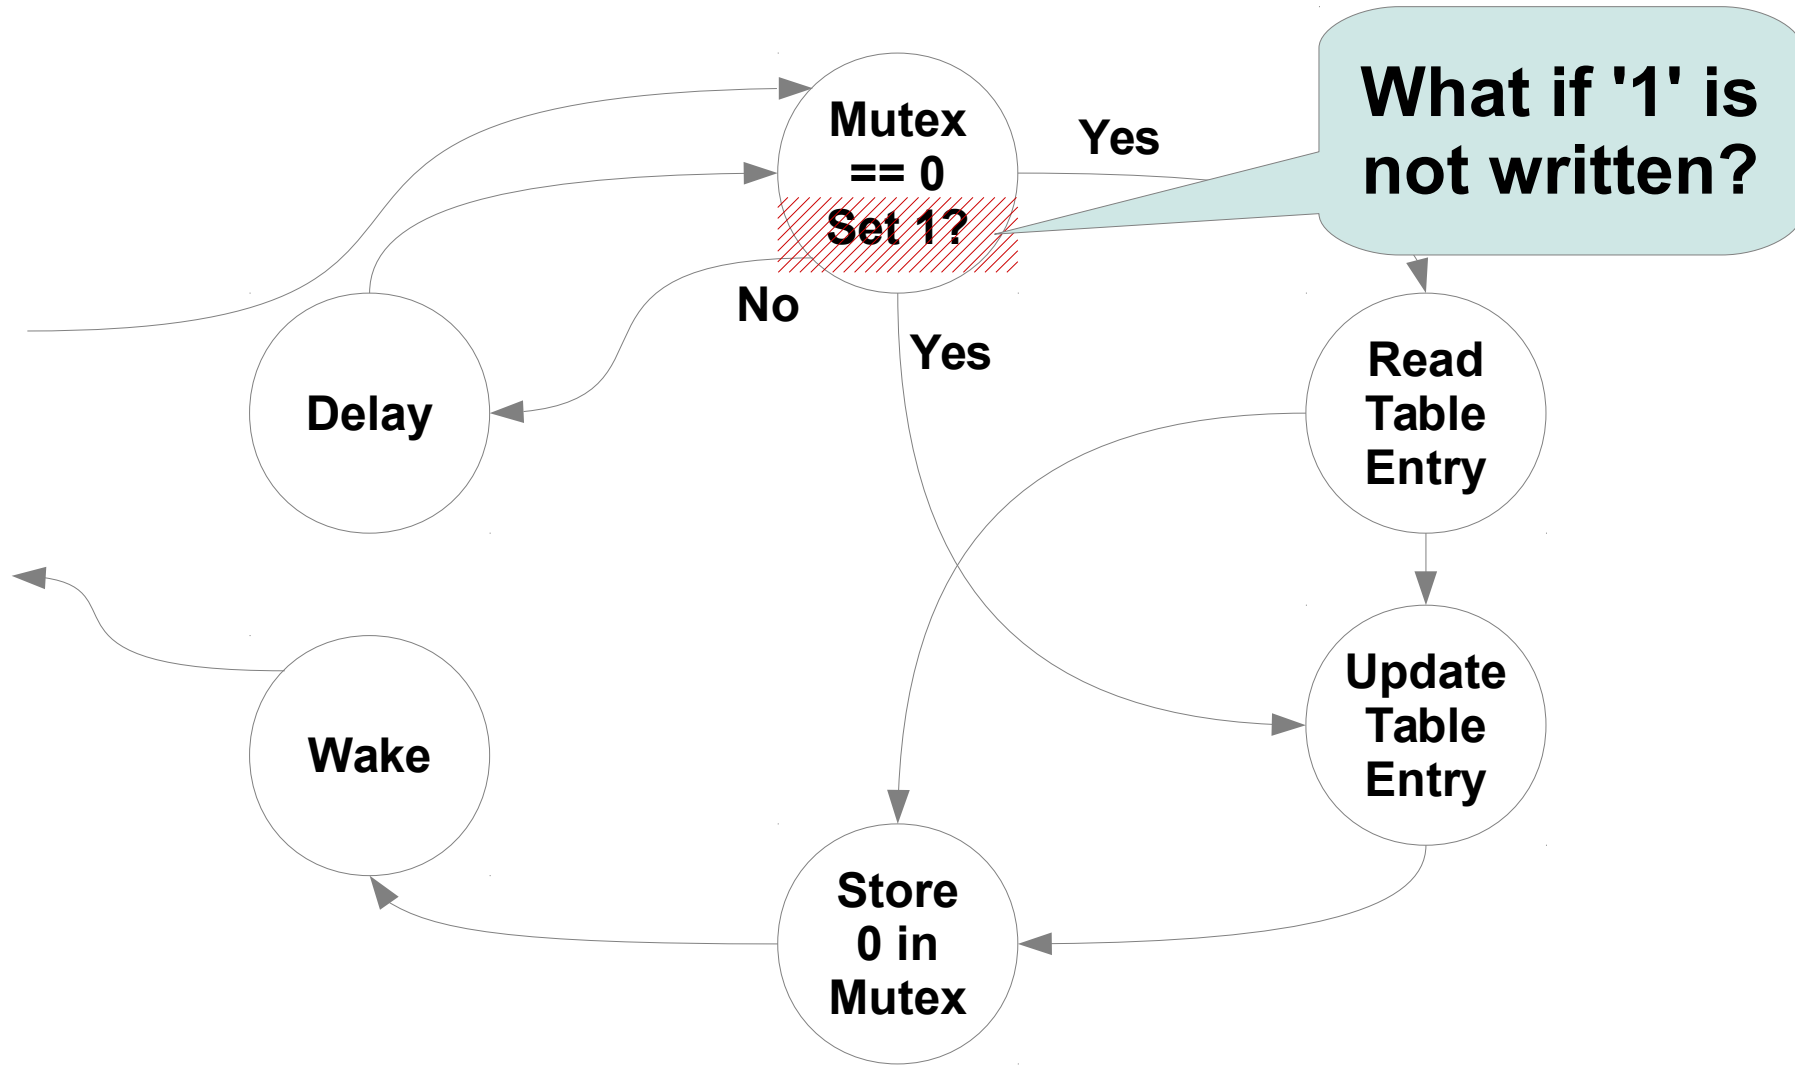 What if '1' is
not written?
Mutex
== 0
Set 1?
Yes
No
Yes
Delay
Read
Table
Entry
Update
Table
Entry
Wake
Store
0 in
Mutex